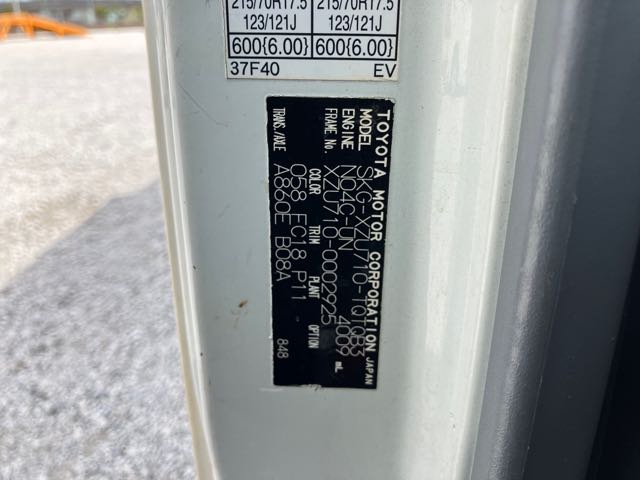 215/70R17.5 215/70R17.5
123/121J 123/121J
600{6.00} 600{6.00}
37F40 EV
TOYOTA MOTOR CORPORATION JAPAN
MODEL SKG-XZU710-TQTQB3
ENGINE N04C-UN 4009 mL
FRAME No. XZU710-0002925
COLOR TRIM PLANT OPTION
058 FC18 P11
TRANS./AXLE A860E B08A
848